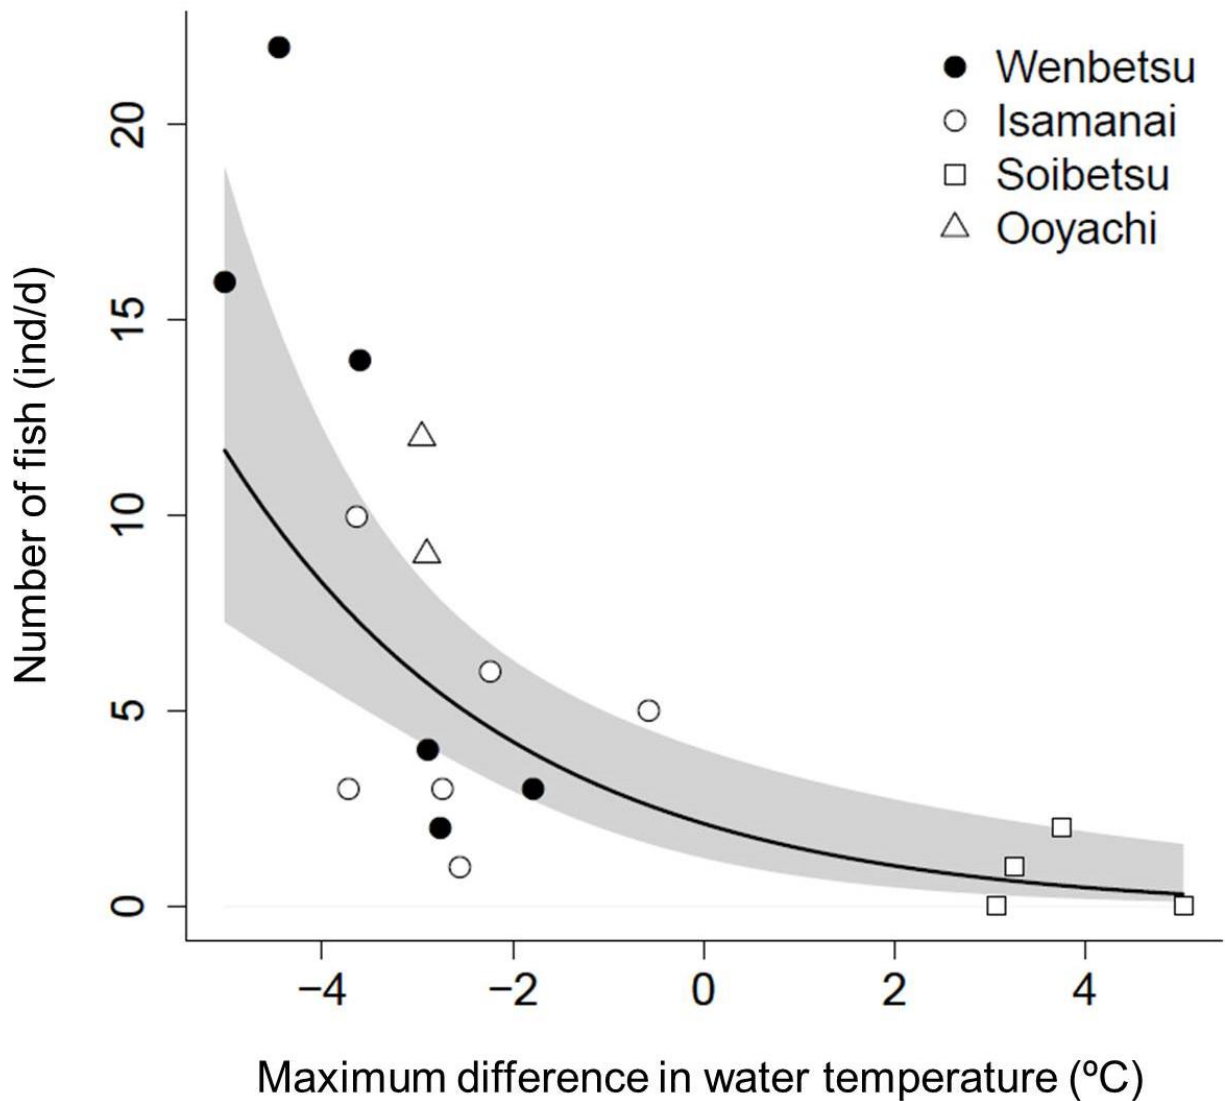 Wenbetsu
Isamanai
Soibetsu
Ooyachi
Number of fish (ind/d)
20
15
10
5
0
−4 −2 0 2 4
Maximum difference in water temperature (ºC)